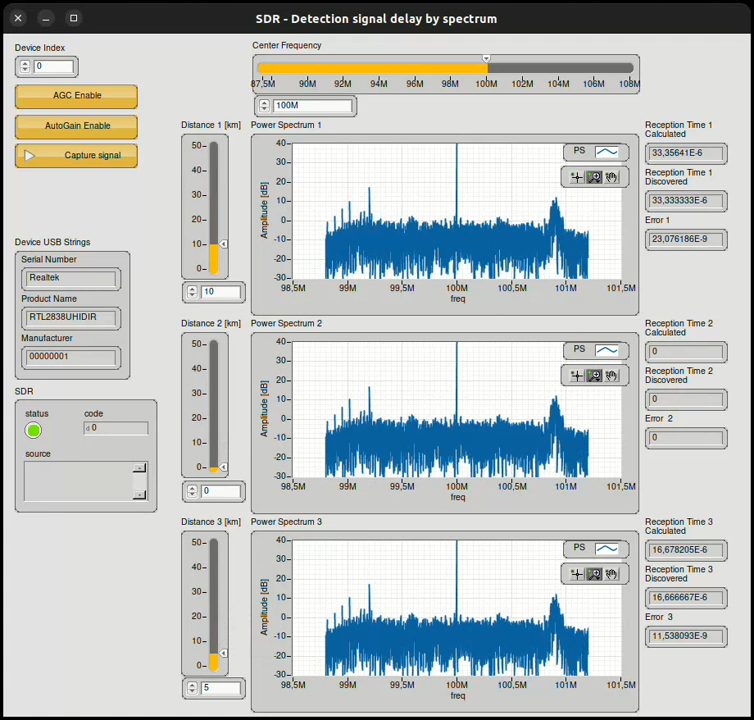 SDR - Detection signal delay by spectrum
Device Index
0
AGC Enable
AutoGain Enable
Capture signal
Center Frequency
87,5M 90M 92M 94M 96M 98M 100M 102M 104M 106M 108M
100M
Device USB Strings
Serial Number
Realtek
Product Name
RTL2838UHIDIR
Manufacturer
00000001
SDR
status
code
d 0
source
Distance 1 [km]
50
40
30
20
10
0
10
Power Spectrum 1
PS
Amplitude [dB]
40
30
20
10
0
-10
-20
-30
98,5M 99M 99,5M 100M 100,5M 101M 101,5M
freq
Reception Time 1
Calculated
33,35641E-6
Reception Time 1
Discovered
33,333333E-6
Error 1
23,076186E-9
Distance 2 [km]
50
40
30
20
10
0
0
Power Spectrum 2
PS
Amplitude [dB]
40
30
20
10
0
-10
-20
-30
98,5M 99M 99,5M 100M 100,5M 101M 101,5M
freq
Reception Time 2
Calculated
0
Reception Time 2
Discovered
0
Error 2
0
Distance 3 [km]
50
40
30
20
10
0
5
Power Spectrum 3
PS
Amplitude [dB]
40
30
20
10
0
-10
-20
-30
98,5M 99M 99,5M 100M 100,5M 101M 101,5M
freq
Reception Time 3
Calculated
16,678205E-6
Reception Time 3
Discovered
16,666667E-6
Error 3
11,538093E-9